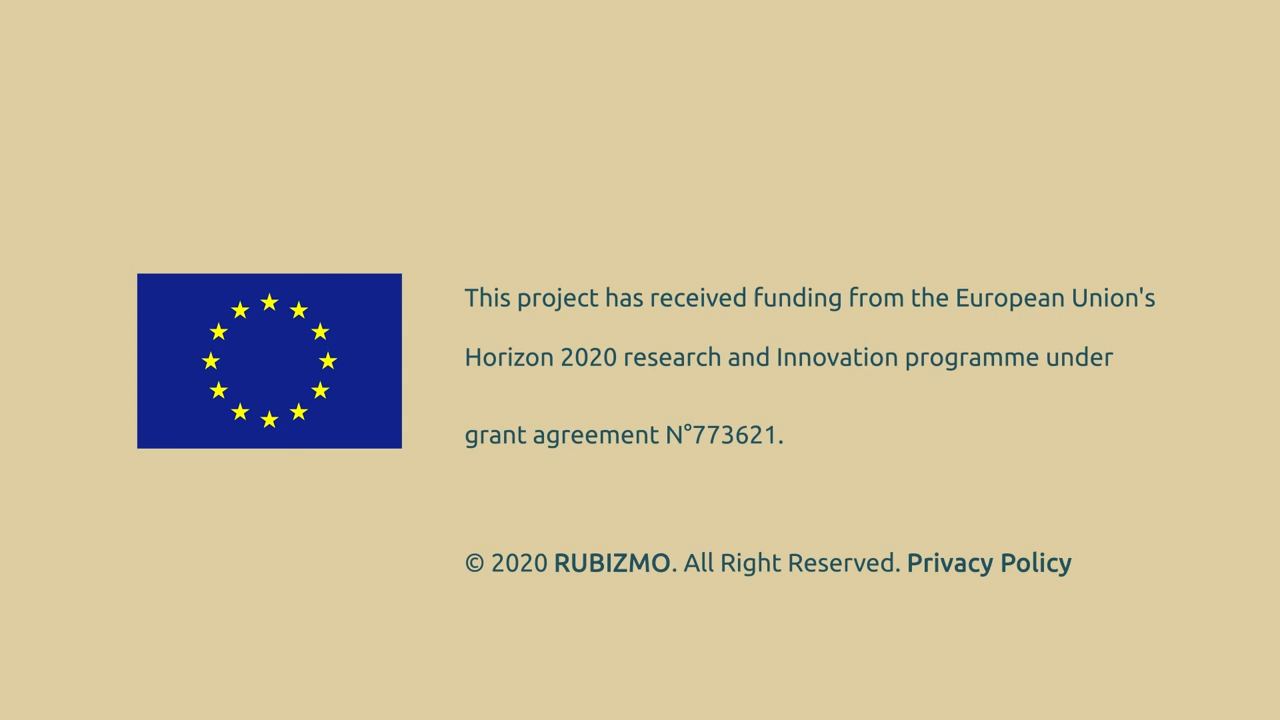 This project has received funding from the European Union's
Horizon 2020 research and Innovation programme under
grant agreement N°773621.
© 2020 RUBIZMO. All Right Reserved. Privacy Policy